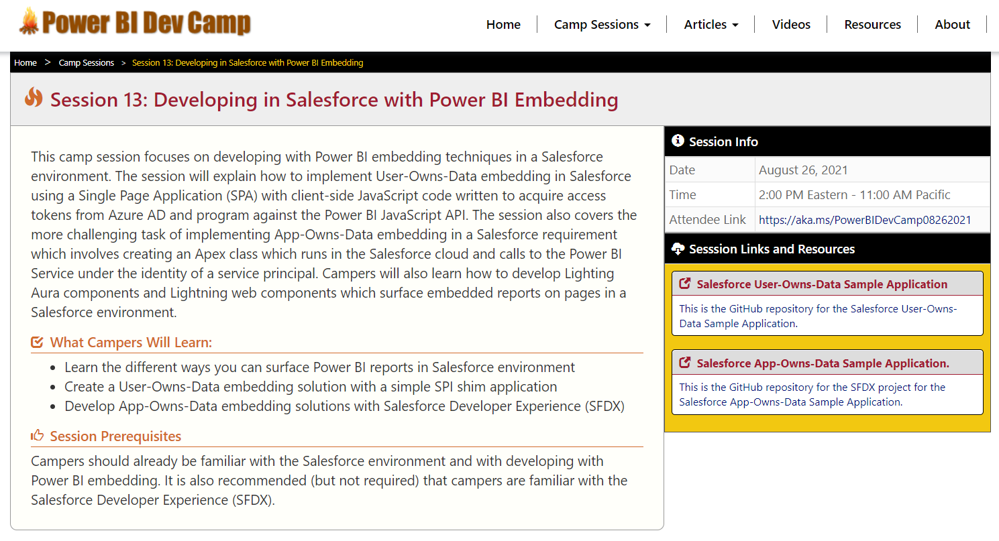 Power BI Dev Camp
Home
Camp Sessions
Articles
Videos
Resources
About
Home > Camp Sessions > Session 13: Developing in Salesforce with Power BI Embedding
Session 13: Developing in Salesforce with Power BI Embedding
This camp session focuses on developing with Power BI embedding techniques in a Salesforce
environment. The session will explain how to implement User-Owns-Data embedding in Salesforce
using a Single Page Application (SPA) with client-side JavaScript code written to acquire access
tokens from Azure AD and program against the Power BI JavaScript API. The session also covers the
more challenging task of implementing App-Owns-Data embedding in a Salesforce requirement
which involves creating an Apex class which runs in the Salesforce cloud and calls to the Power BI
Service under the identity of a service principal. Campers will also learn how to develop Lighting
Aura components and Lightning web components which surface embedded reports on pages in a
Salesforce environment.
What Campers Will Learn:
• Learn the different ways you can surface Power BI reports in Salesforce environment
• Create a User-Owns-Data embedding solution with a simple SPI shim application
• Develop App-Owns-Data embedding solutions with Salesforce Developer Experience (SFDX)
Session Prerequisites
Campers should already be familiar with the Salesforce environment and with developing with
Power BI embedding. It is also recommended (but not required) that campers are familiar with the
Salesforce Developer Experience (SFDX).
Session Info
Date August 26, 2021
Time 2:00 PM Eastern - 11:00 AM Pacific
Attendee Link https://aka.ms/PowerBIDevCamp08262021
Sesssion Links and Resources
Salesforce User-Owns-Data Sample Application
This is the GitHub repository for the Salesforce User-Owns-
Data Sample Application.
Salesforce App-Owns-Data Sample Application.
This is the GitHub repository for the SFDX project for the
Salesforce App-Owns-Data Sample Application.